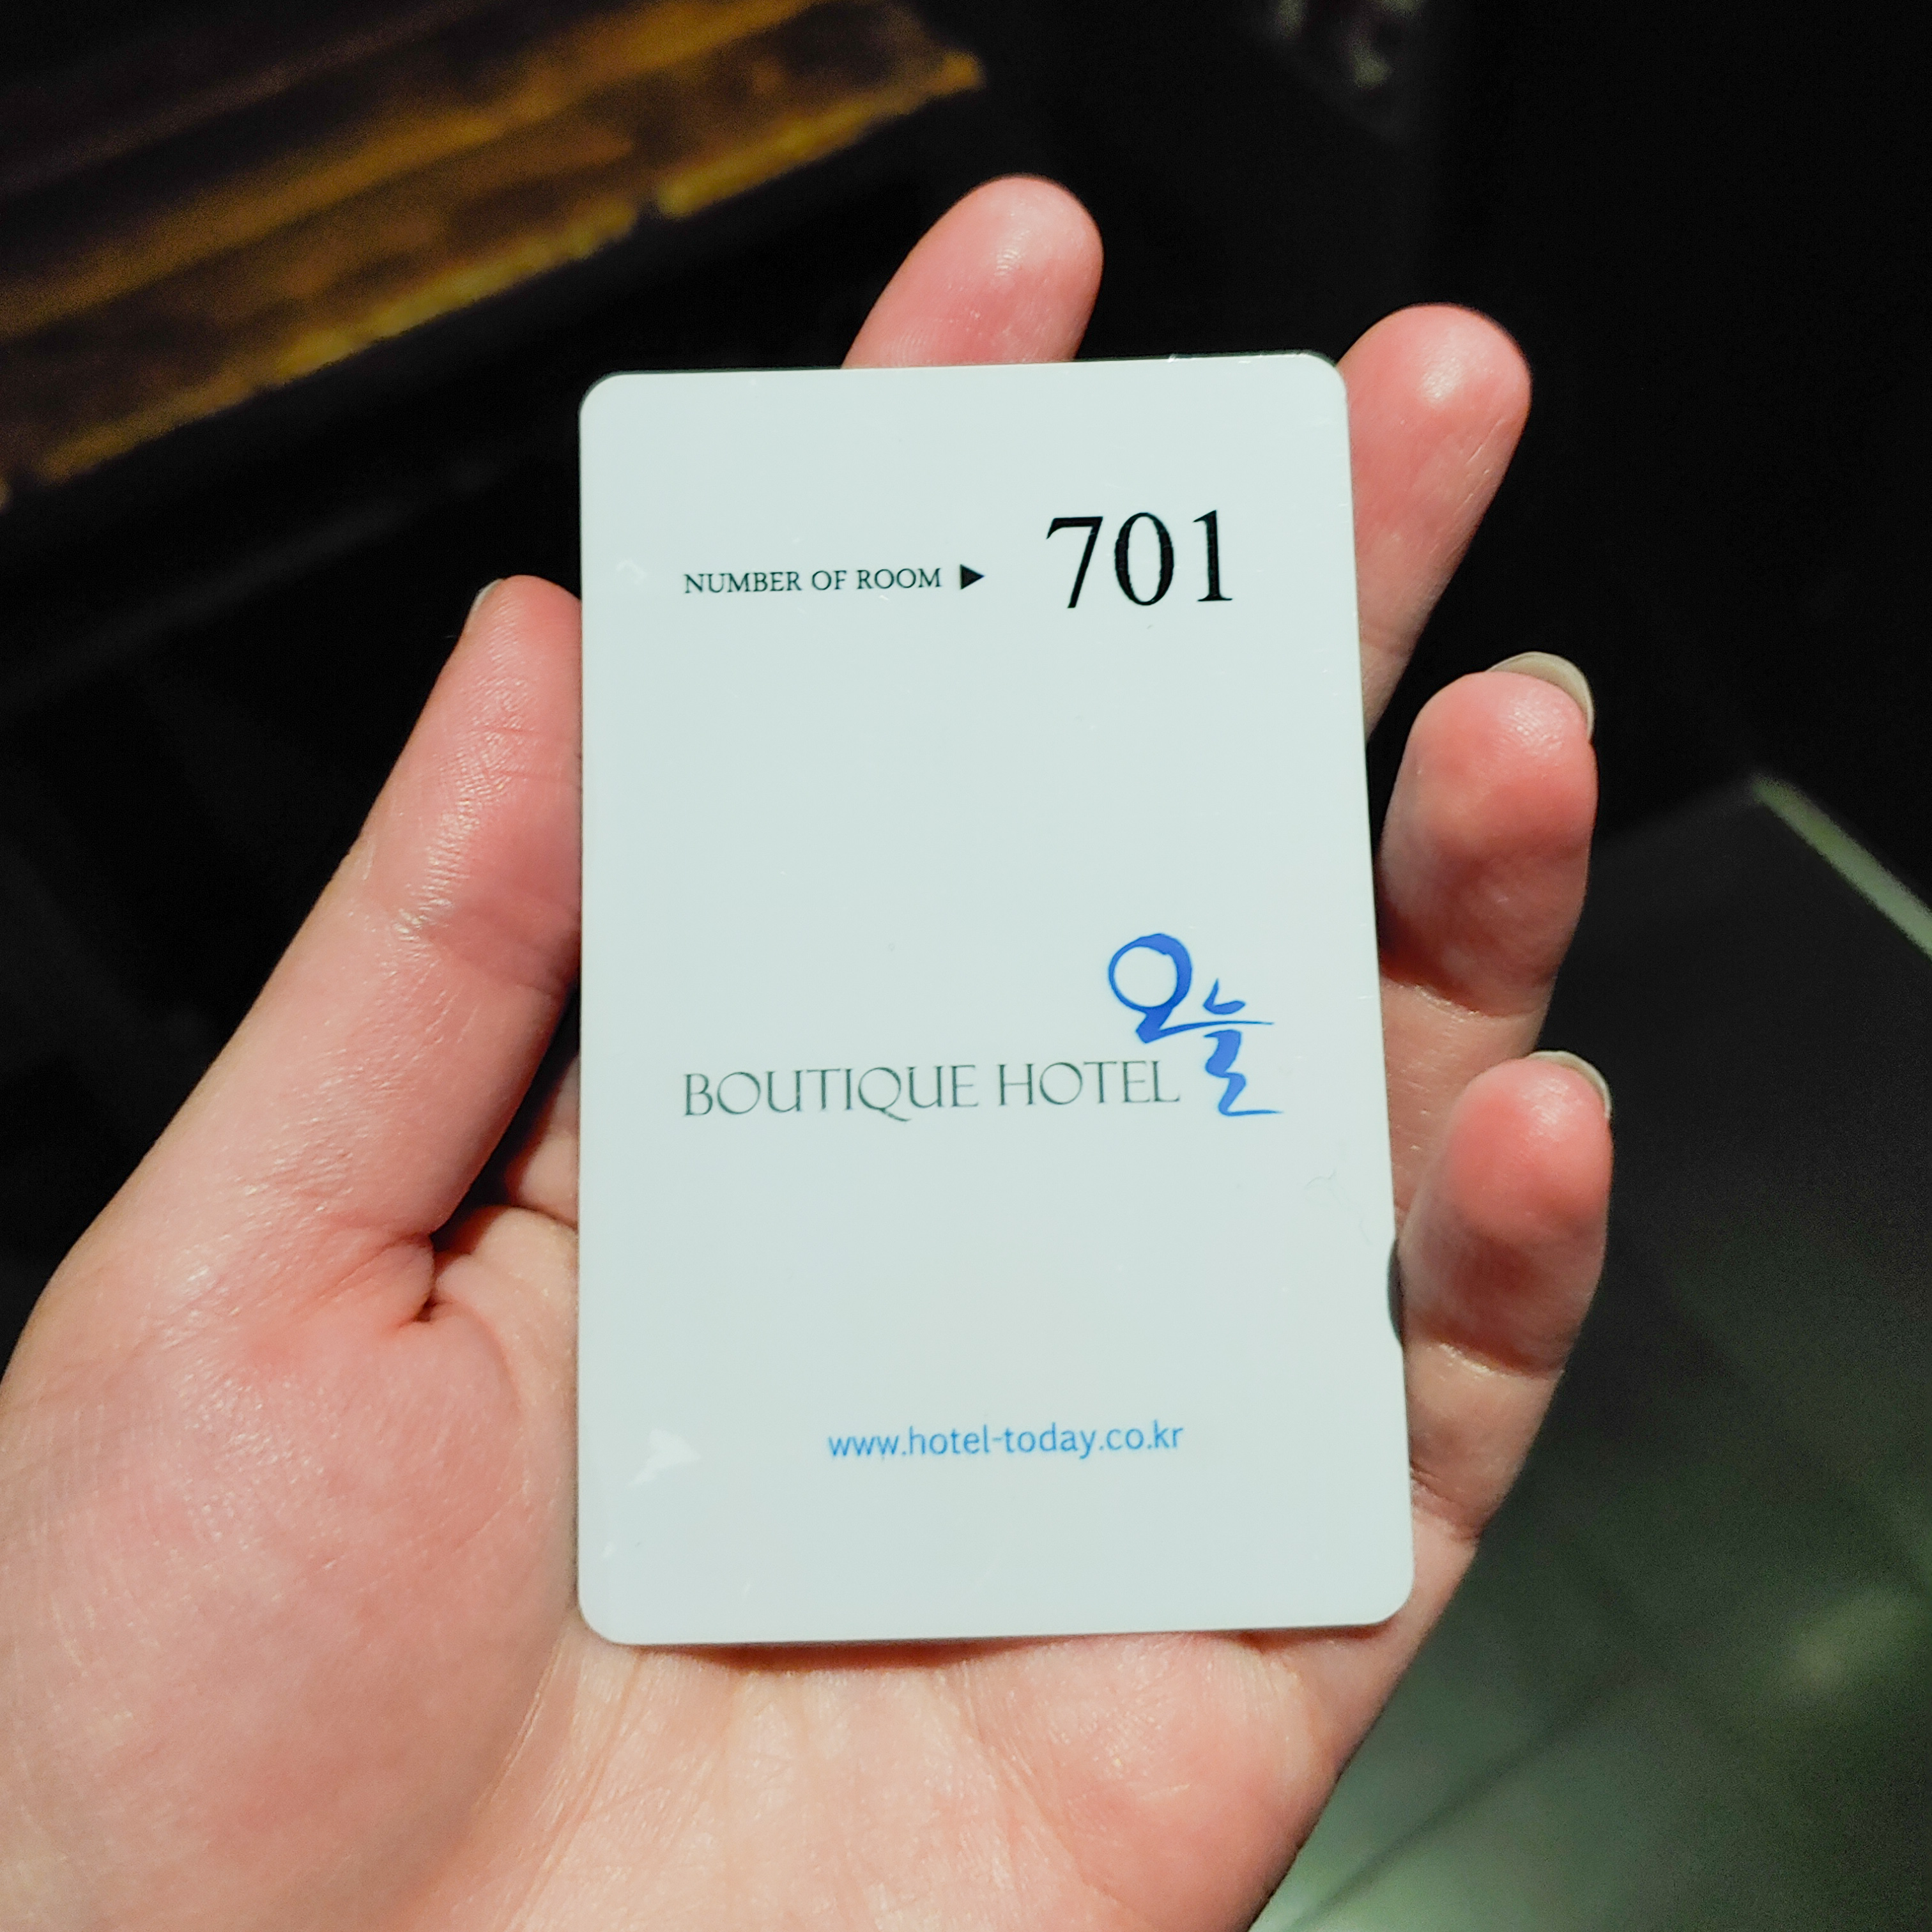 NUMBER OF ROOM ▶ 701
BOUTIQUE HOTEL 오늘
www.hotel-today.co.kr